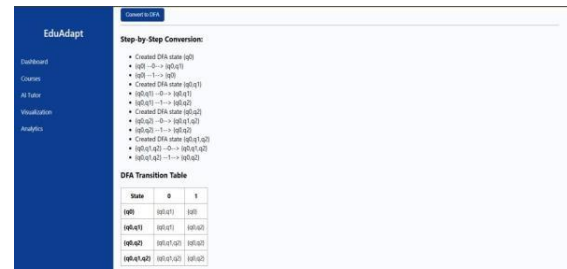 Convert to DFA
EduAdapt
Dashboard
Courses
AI Tutor
Visualization
Analytics
Step-by-Step Conversion:
• Created DFA state {q0}
• {q0} --0--> {q0,q1}
• {q0} --1--> {q0}
• Created DFA state {q0,q1}
• {q0,q1} --0--> {q0,q1}
• {q0,q1} --1--> {q0,q2}
• Created DFA state {q0,q2}
• {q0,q2} --0--> {q0,q1,q2}
• {q0,q2} --1--> {q0,q2}
• Created DFA state {q0,q1,q2}
• {q0,q1,q2} --0--> {q0,q1,q2}
• {q0,q1,q2} --1--> {q0,q2}
DFA Transition Table
State 0 1
{q0} {q0,q1} {q0}
{q0,q1} {q0,q1} {q0,q2}
{q0,q2} {q0,q1,q2} {q0,q2}
{q0,q1,q2} {q0,q1,q2} {q0,q2}